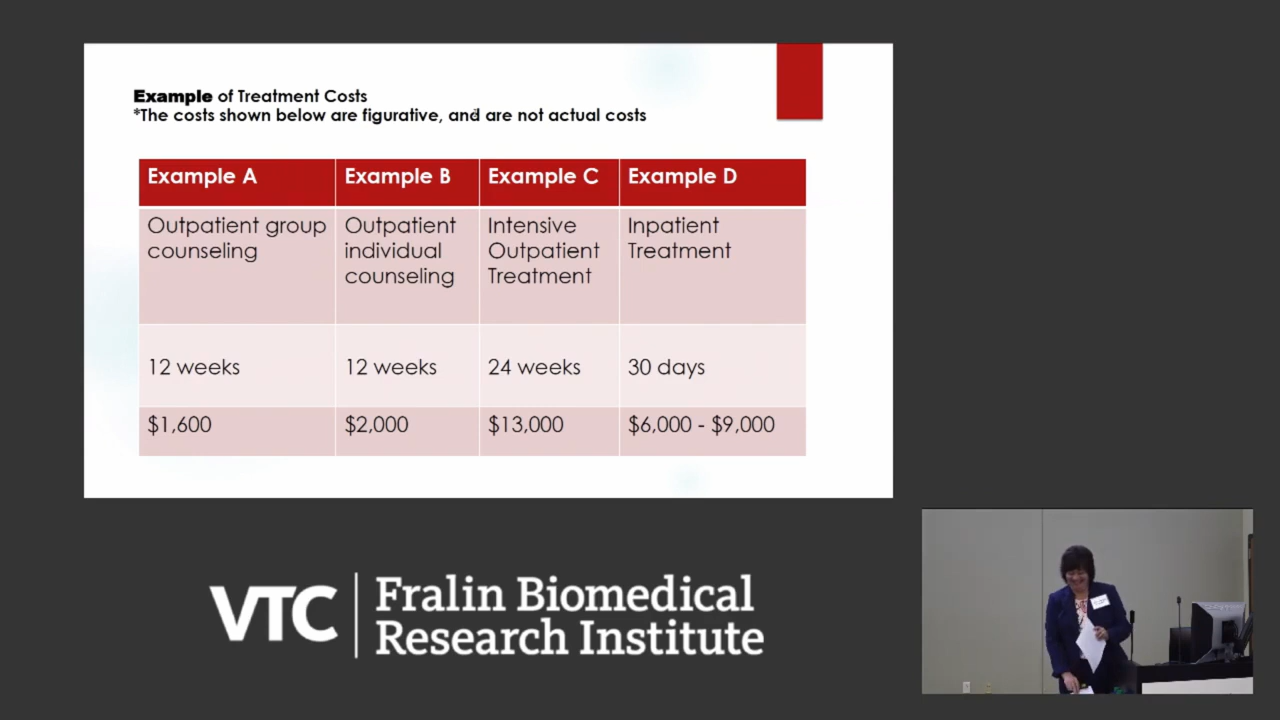 Example of Treatment Costs
*The costs shown below are figurative, and are not actual costs
Example A
Example B
Example C
Example D
Outpatient group
counseling
Outpatient
individual
counseling
Intensive
Outpatient
Treatment
Inpatient
Treatment
12 weeks
12 weeks
24 weeks
30 days
$1,600
$2,000
$13,000
$6,000 - $9,000
VTC
Fralin Biomedical
Research Institute